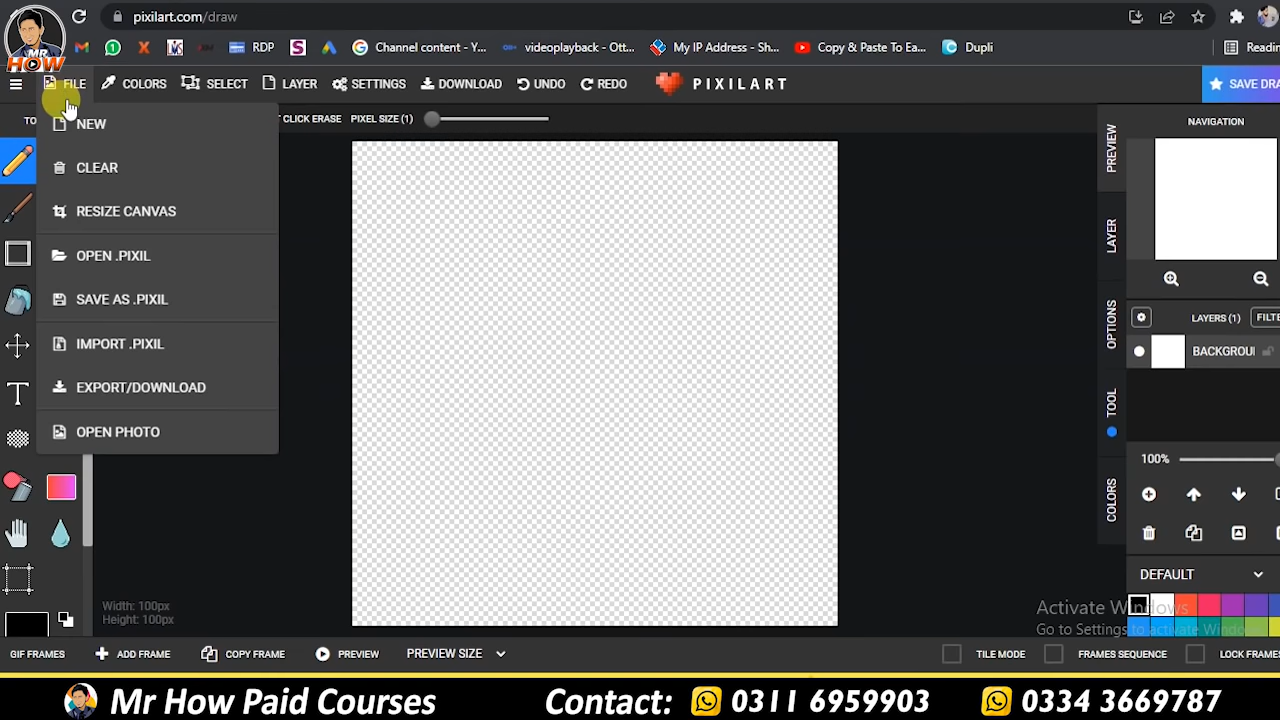 pixilart.com/draw
MR
HOW
RDP
Channel content - Y...
videoplayback - Ott...
My IP Address - Sh...
Copy & Paste To Ea...
Dupli
FILE
COLORS
SELECT
LAYER
SETTINGS
DOWNLOAD
UNDO
REDO
PIXILART
SAVE DRA
TO
CLICK ERASE
PIXEL SIZE (1)
NEW
CLEAR
RESIZE CANVAS
OPEN .PIXIL
SAVE AS .PIXIL
IMPORT .PIXIL
EXPORT/DOWNLOAD
OPEN PHOTO
Width: 100px
Height: 100px
PREVIEW
LAYER
OPTIONS
TOOL
COLORS
NAVIGATION
LAYERS (1)
FILTE
BACKGROU
100%
DEFAULT
Activate Windows
Go to Settings to activate Windo
GIF FRAMES
ADD FRAME
COPY FRAME
PREVIEW
PREVIEW SIZE
TILE MODE
FRAMES SEQUENCE
LOCK FRAMES
Mr How Paid Courses
Contact: 0311 6959903
0334 3669787